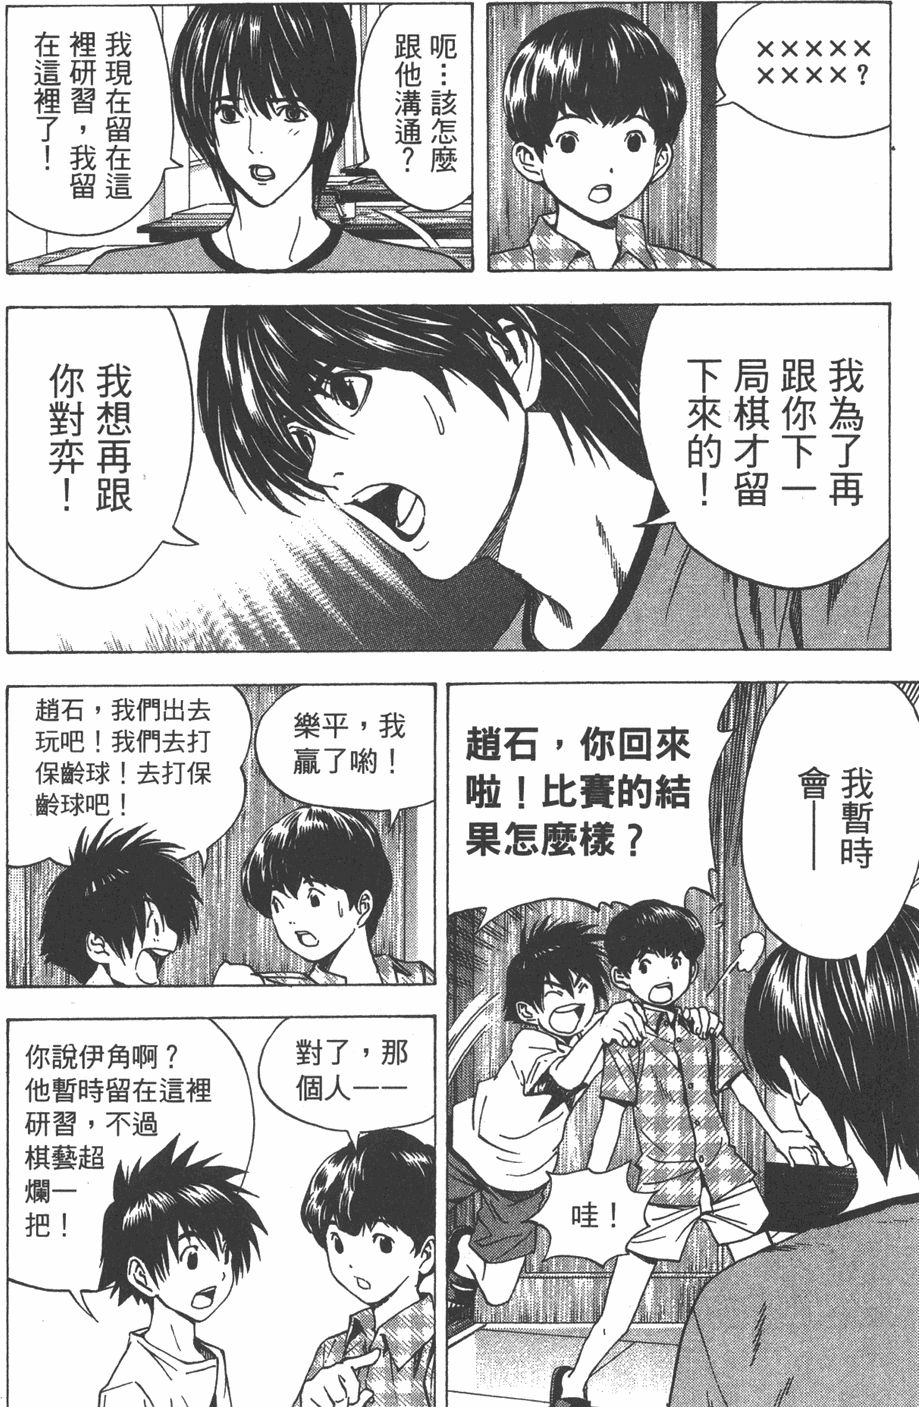 ×××××
××××？
呃…該怎麼
跟他溝通？
我現在留在這
裡研習，我留
在這裡了！
我為了再
跟你下一
局棋才留
下來的！
我想再跟
你對弈！
我暫時
會——
趙石，你回來
啦！比賽的結
果怎麼樣？
哇！
樂平，我
贏了喲！
趙石，我們出去
玩吧！我們去打
保齡球！去打保
齡球吧！
對了，那
個人——
你說伊角啊？
他暫時留在這裡
研習，不過
棋藝超
爛一
把！